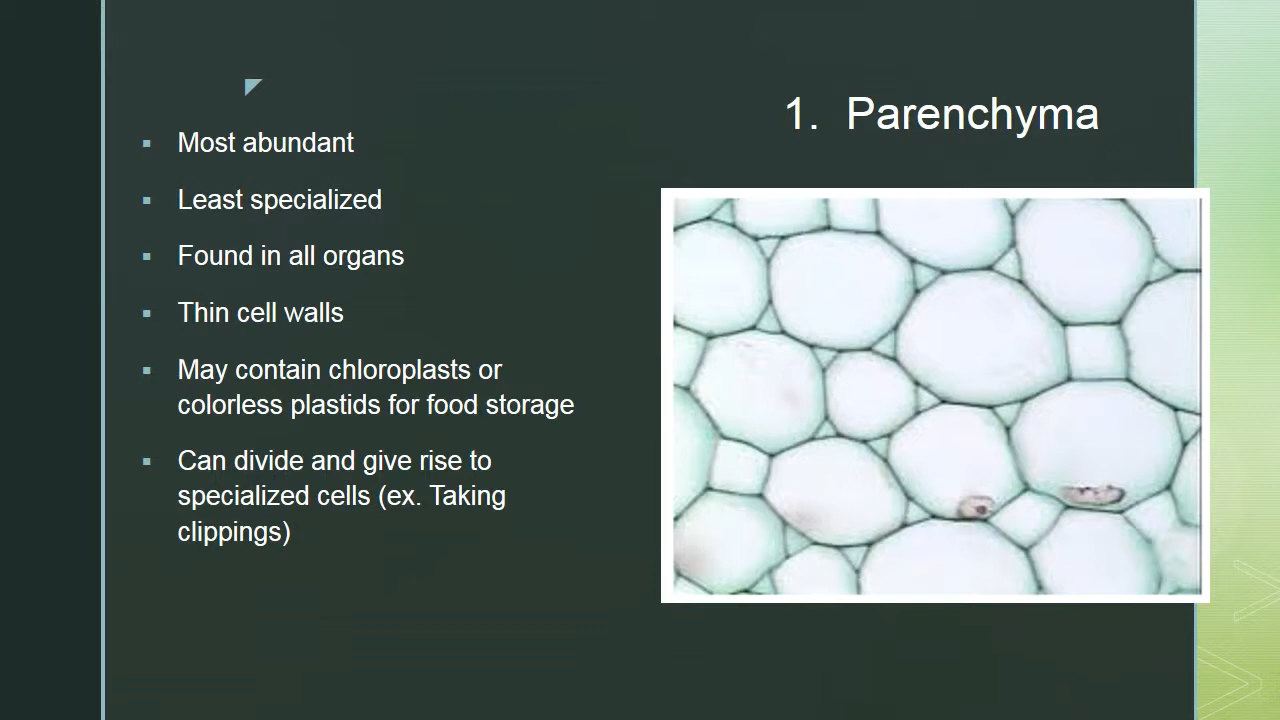 1. Parenchyma
▪ Most abundant
▪ Least specialized
▪ Found in all organs
▪ Thin cell walls
▪ May contain chloroplasts or
colorless plastids for food storage
▪ Can divide and give rise to
specialized cells (ex. Taking
clippings)